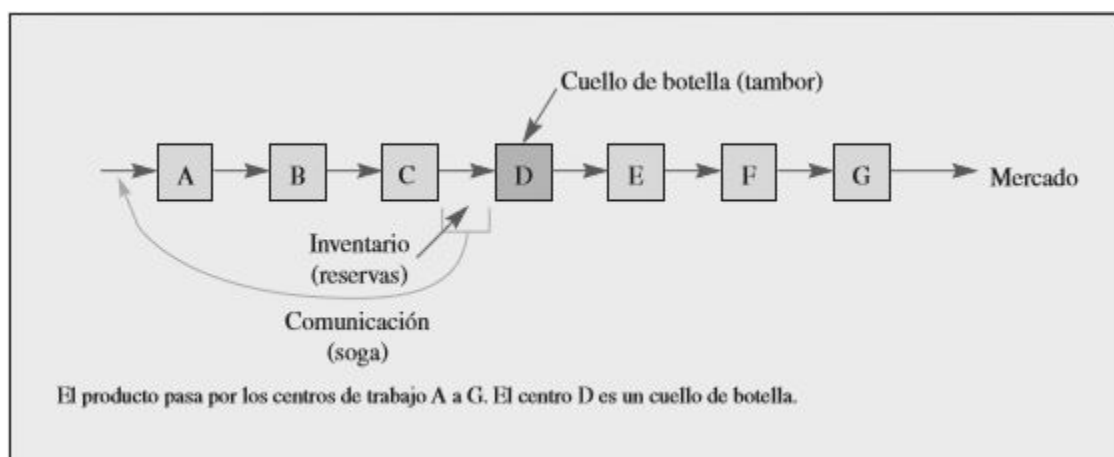 Cuello de botella (tambor)
A
B
C
D
E
F
G
Mercado
Inventario
(reservas)
Comunicación
(soga)
El producto pasa por los centros de trabajo A a G. El centro D es un cuello de botella.